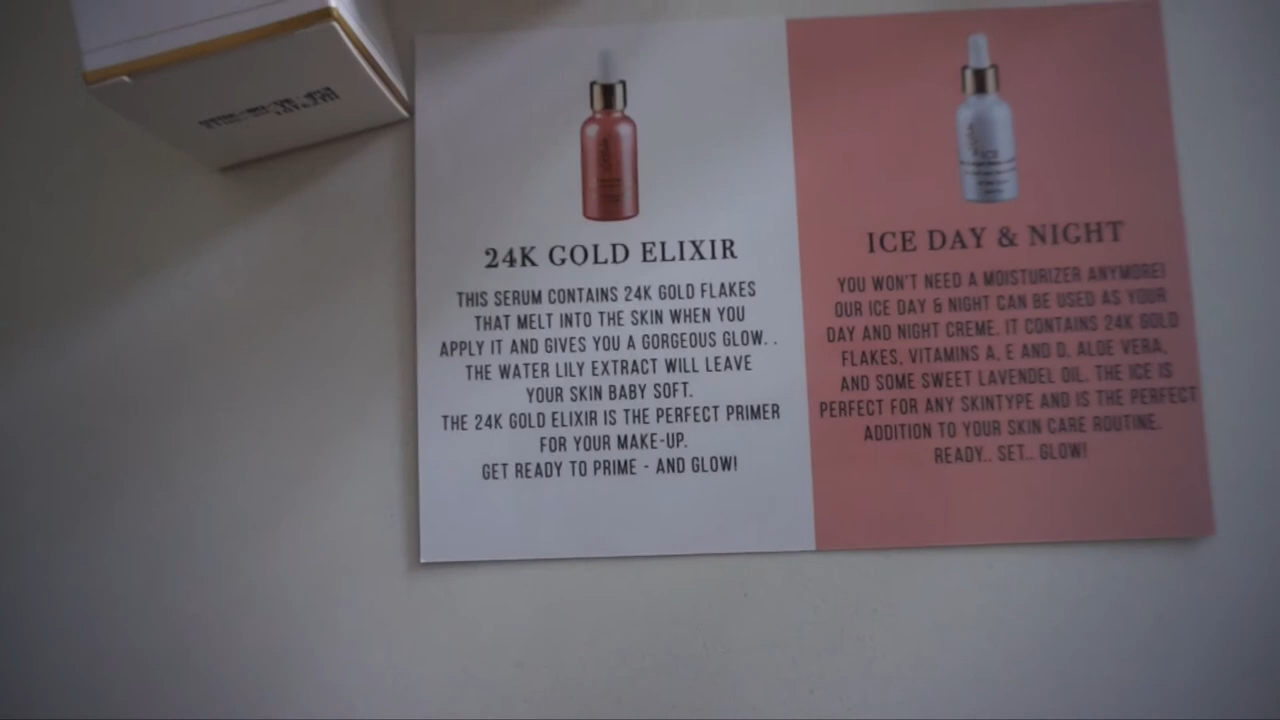 24K GOLD ELIXIR
THIS SERUM CONTAINS 24K GOLD FLAKES
THAT MELT INTO THE SKIN WHEN YOU
APPLY IT AND GIVES YOU A GORGEOUS GLOW. .
THE WATER LILY EXTRACT WILL LEAVE
YOUR SKIN BABY SOFT.
THE 24K GOLD ELIXIR IS THE PERFECT PRIMER
FOR YOUR MAKE-UP.
GET READY TO PRIME - AND GLOW!
ICE
ICE DAY & NIGHT
YOU WON'T NEED A MOISTURIZER ANYMORE!
OUR ICE DAY & NIGHT CAN BE USED AS YOUR
DAY AND NIGHT CREME. IT CONTAINS 24K GOLD
FLAKES, VITAMINS A, E AND D, ALOE VERA,
AND SOME SWEET LAVENDEL OIL. THE ICE IS
PERFECT FOR ANY SKINTYPE AND IS THE PERFECT
ADDITION TO YOUR SKIN CARE ROUTINE.
READY.. SET.. GLOW!